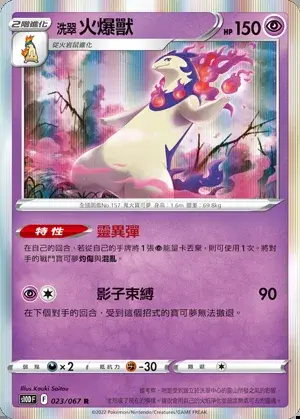 2階進化
洗翠 火爆獸
HP 150
從火岩鼠進化
全國圖鑑No.157 鬼火寶可夢 身高：1.6m 體重：69.8kg
特性 靈異彈
在自己的回合，若從自己的手牌將1張 能量卡丟棄，則可使用1次。將對
手的戰鬥寶可夢灼傷與混亂。
影子束縛 90
在下個對手的回合，受到這個招式的寶可夢無法撤退。
弱點 ×2 抵抗力 -30 撤退
Illus.Kouki Saitou
S10D F 023/067 R
©2022 Pokémon/Nintendo/Creatures/GAME FREAK